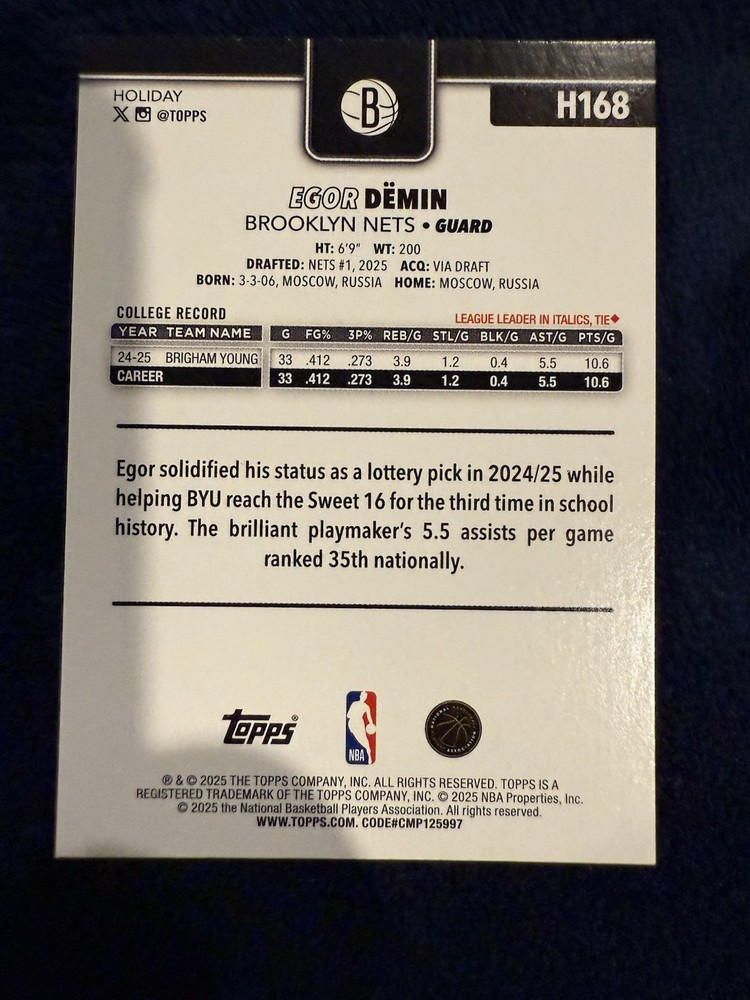 HOLIDAY
@TOPPS
B
H168
EGOR DËMIN
BROOKLYN NETS • GUARD
HT: 6'9" WT: 200
DRAFTED: NETS #1, 2025 ACQ: VIA DRAFT
BORN: 3-3-06, MOSCOW, RUSSIA HOME: MOSCOW, RUSSIA
COLLEGE RECORD
LEAGUE LEADER IN ITALICS, TIE◆
YEAR TEAM NAME G FG% 3P% REB/G STL/G BLK/G AST/G PTS/G
24-25 BRIGHAM YOUNG 33 .412 .273 3.9 1.2 0.4 5.5 10.6
CAREER 33 .412 .273 3.9 1.2 0.4 5.5 10.6
Egor solidified his status as a lottery pick in 2024/25 while
helping BYU reach the Sweet 16 for the third time in school
history. The brilliant playmaker's 5.5 assists per game
ranked 35th nationally.
topps®
NBA
® & © 2025 THE TOPPS COMPANY, INC. ALL RIGHTS RESERVED. TOPPS IS A
REGISTERED TRADEMARK OF THE TOPPS COMPANY, INC. © 2025 NBA Properties, Inc.
© 2025 the National Basketball Players Association. All rights reserved.
WWW.TOPPS.COM. CODE#CMP125997